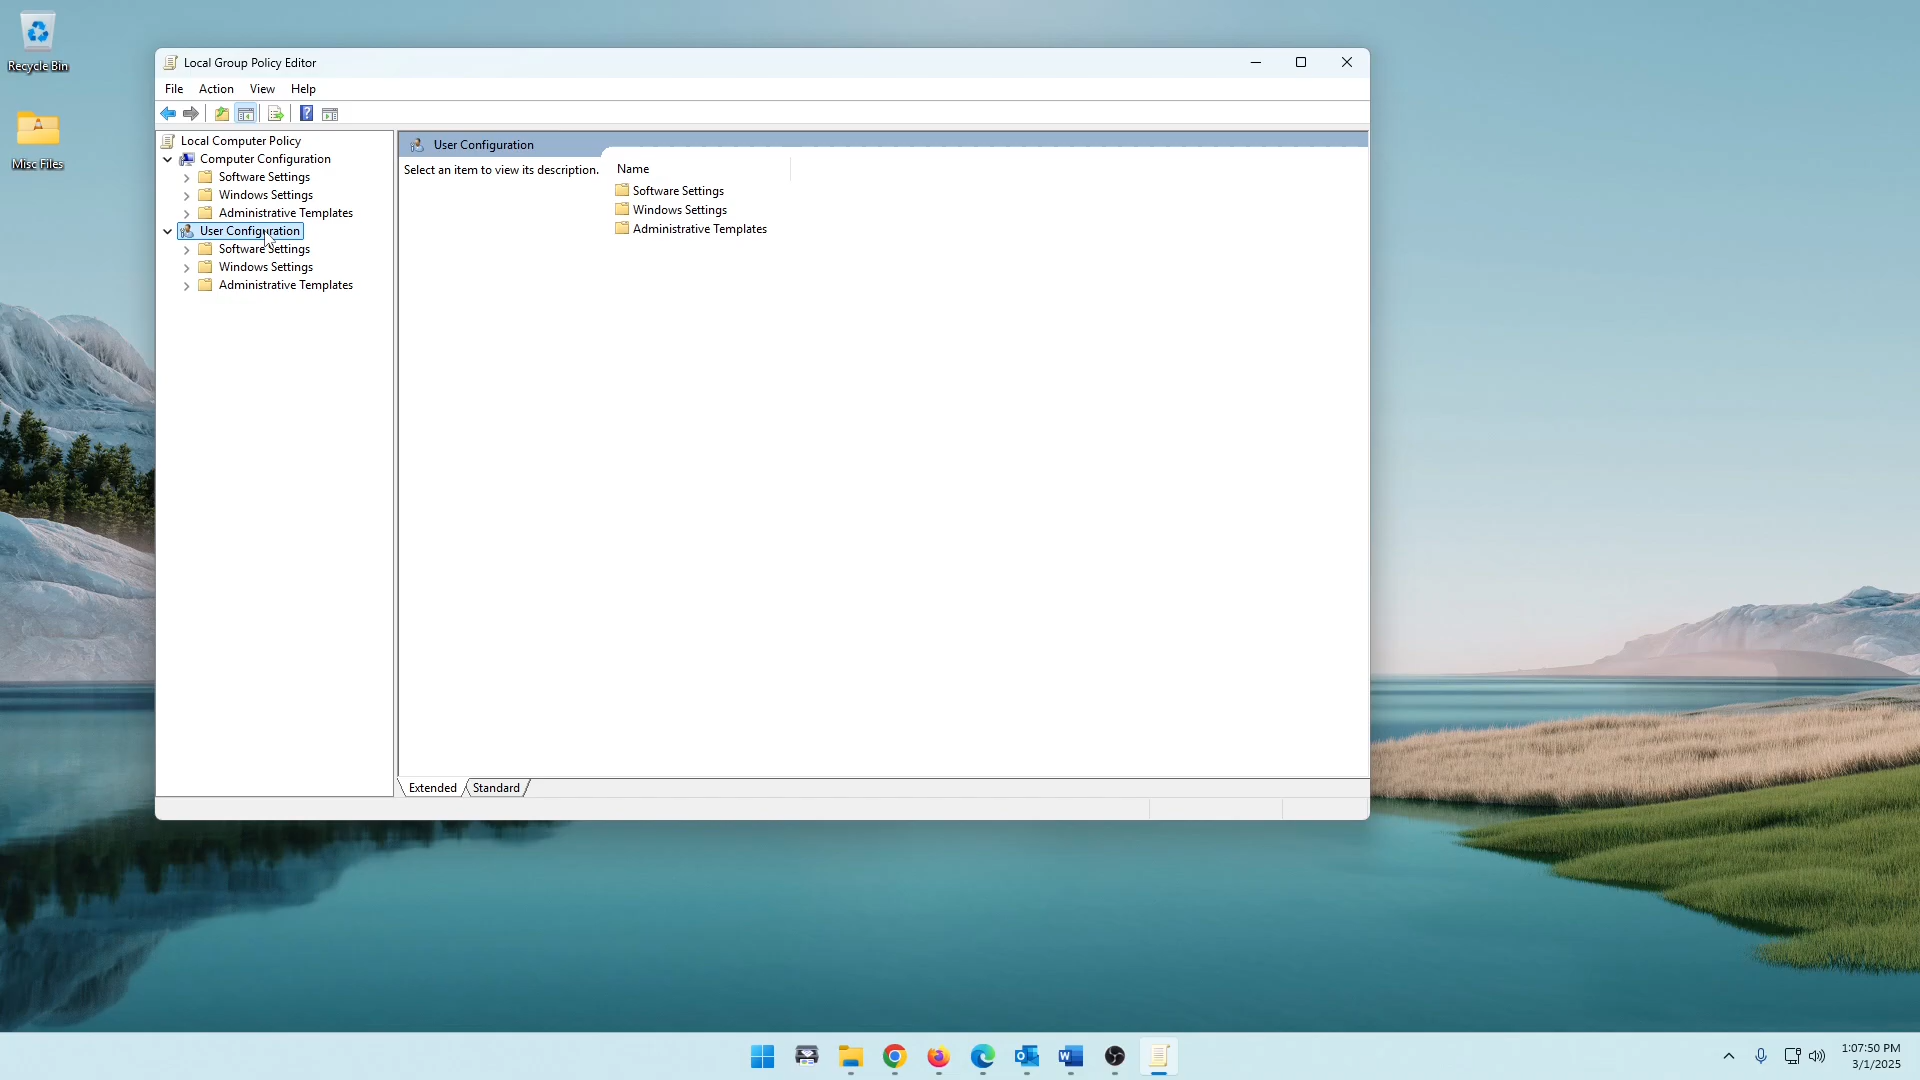 Recycle Bin
Misc Files
Local Group Policy Editor
File Action View Help
Local Computer Policy
Computer Configuration
Software Settings
Windows Settings
Administrative Templates
User Configuration
Software Settings
Windows Settings
Administrative Templates
User Configuration
Select an item to view its description.
Name
Software Settings
Windows Settings
Administrative Templates
Extended Standard
1:07:50 PM
3/1/2025